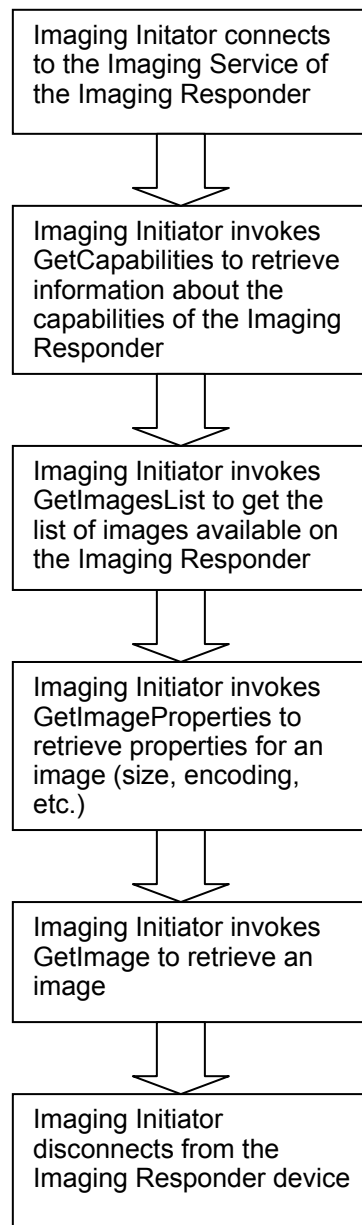 Imaging Initator connects
to the Imaging Service of
the Imaging Responder
Imaging Initiator invokes
GetCapabilities to retrieve
information about the
capabilities of the Imaging
Responder
Imaging Initiator invokes
GetImagesList to get the
list of images available on
the Imaging Responder
Imaging Initiator invokes
GetImageProperties to
retrieve properties for an
image (size, encoding,
etc.)
Imaging Initiator invokes
GetImage to retrieve an
image
Imaging Initiator
disconnects from the
Imaging Responder device